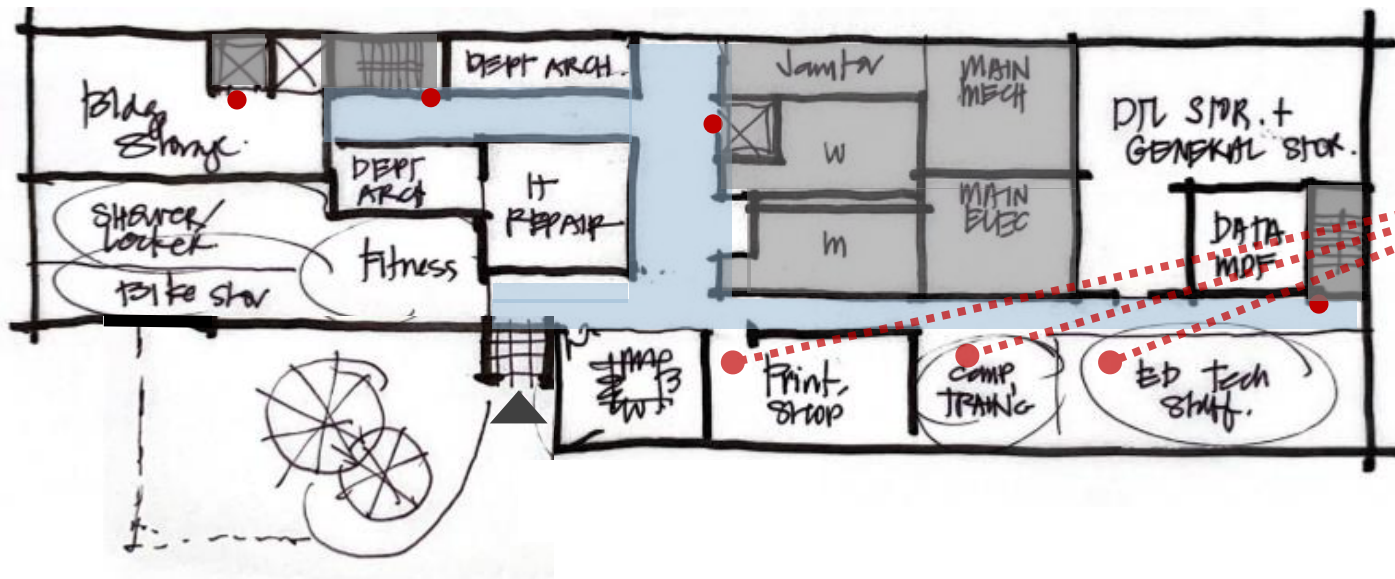 DEPT ARCH.
Janitor
MAIN
MECH
Bldg
Storage.
DTL STOR. +
GENERAL STOR.
W
DEPT
ARCH
IT
REPAIR
MAIN
ELEC
SHOWER/
Locker
Fitness
M
DATA
MDF
Bike Stor
Print
SHOP
COMP
TRAING
ED Tech
Staff.